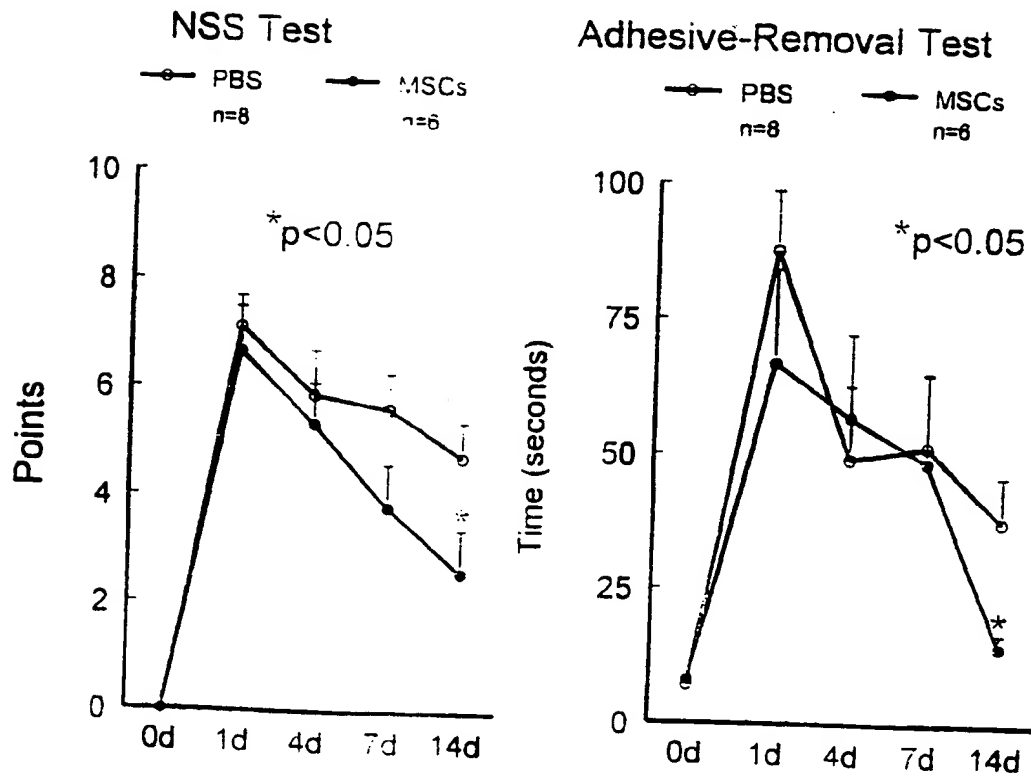 NSS Test
PBS
MSCs
n=8
n=6
*p<0.05
10
8
6
4
2
0
Points
*
0d 1d 4d 7d 14d
Adhesive-Removal Test
PBS
MSCs
n=8
n=6
*p<0.05
100
75
50
25
0
Time (seconds)
*
0d 1d 4d 7d 14d